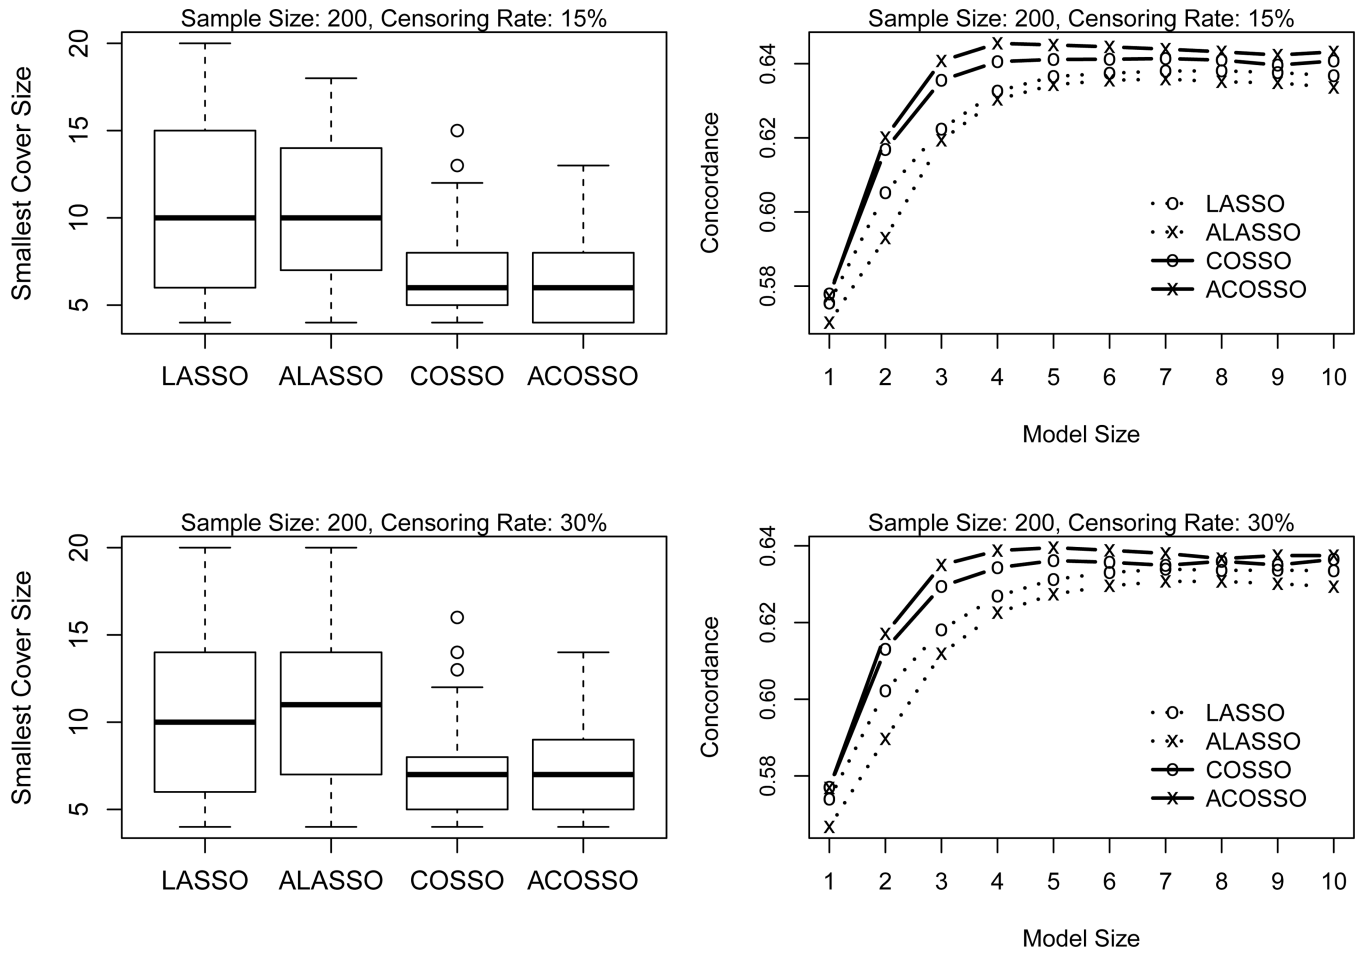 Sample Size: 200, Censoring Rate: 15%
Smallest Cover Size
20
15
10
5
LASSO ALASSO COSSO ACOSSO
Sample Size: 200, Censoring Rate: 15%
Concordance
0.64
0.62
0.60
0.58
LASSO
ALASSO
COSSO
ACOSSO
1 2 3 4 5 6 7 8 9 10
Model Size
Sample Size: 200, Censoring Rate: 30%
Smallest Cover Size
20
15
10
5
LASSO ALASSO COSSO ACOSSO
Sample Size: 200, Censoring Rate: 30%
Concordance
0.64
0.62
0.60
0.58
LASSO
ALASSO
COSSO
ACOSSO
1 2 3 4 5 6 7 8 9 10
Model Size